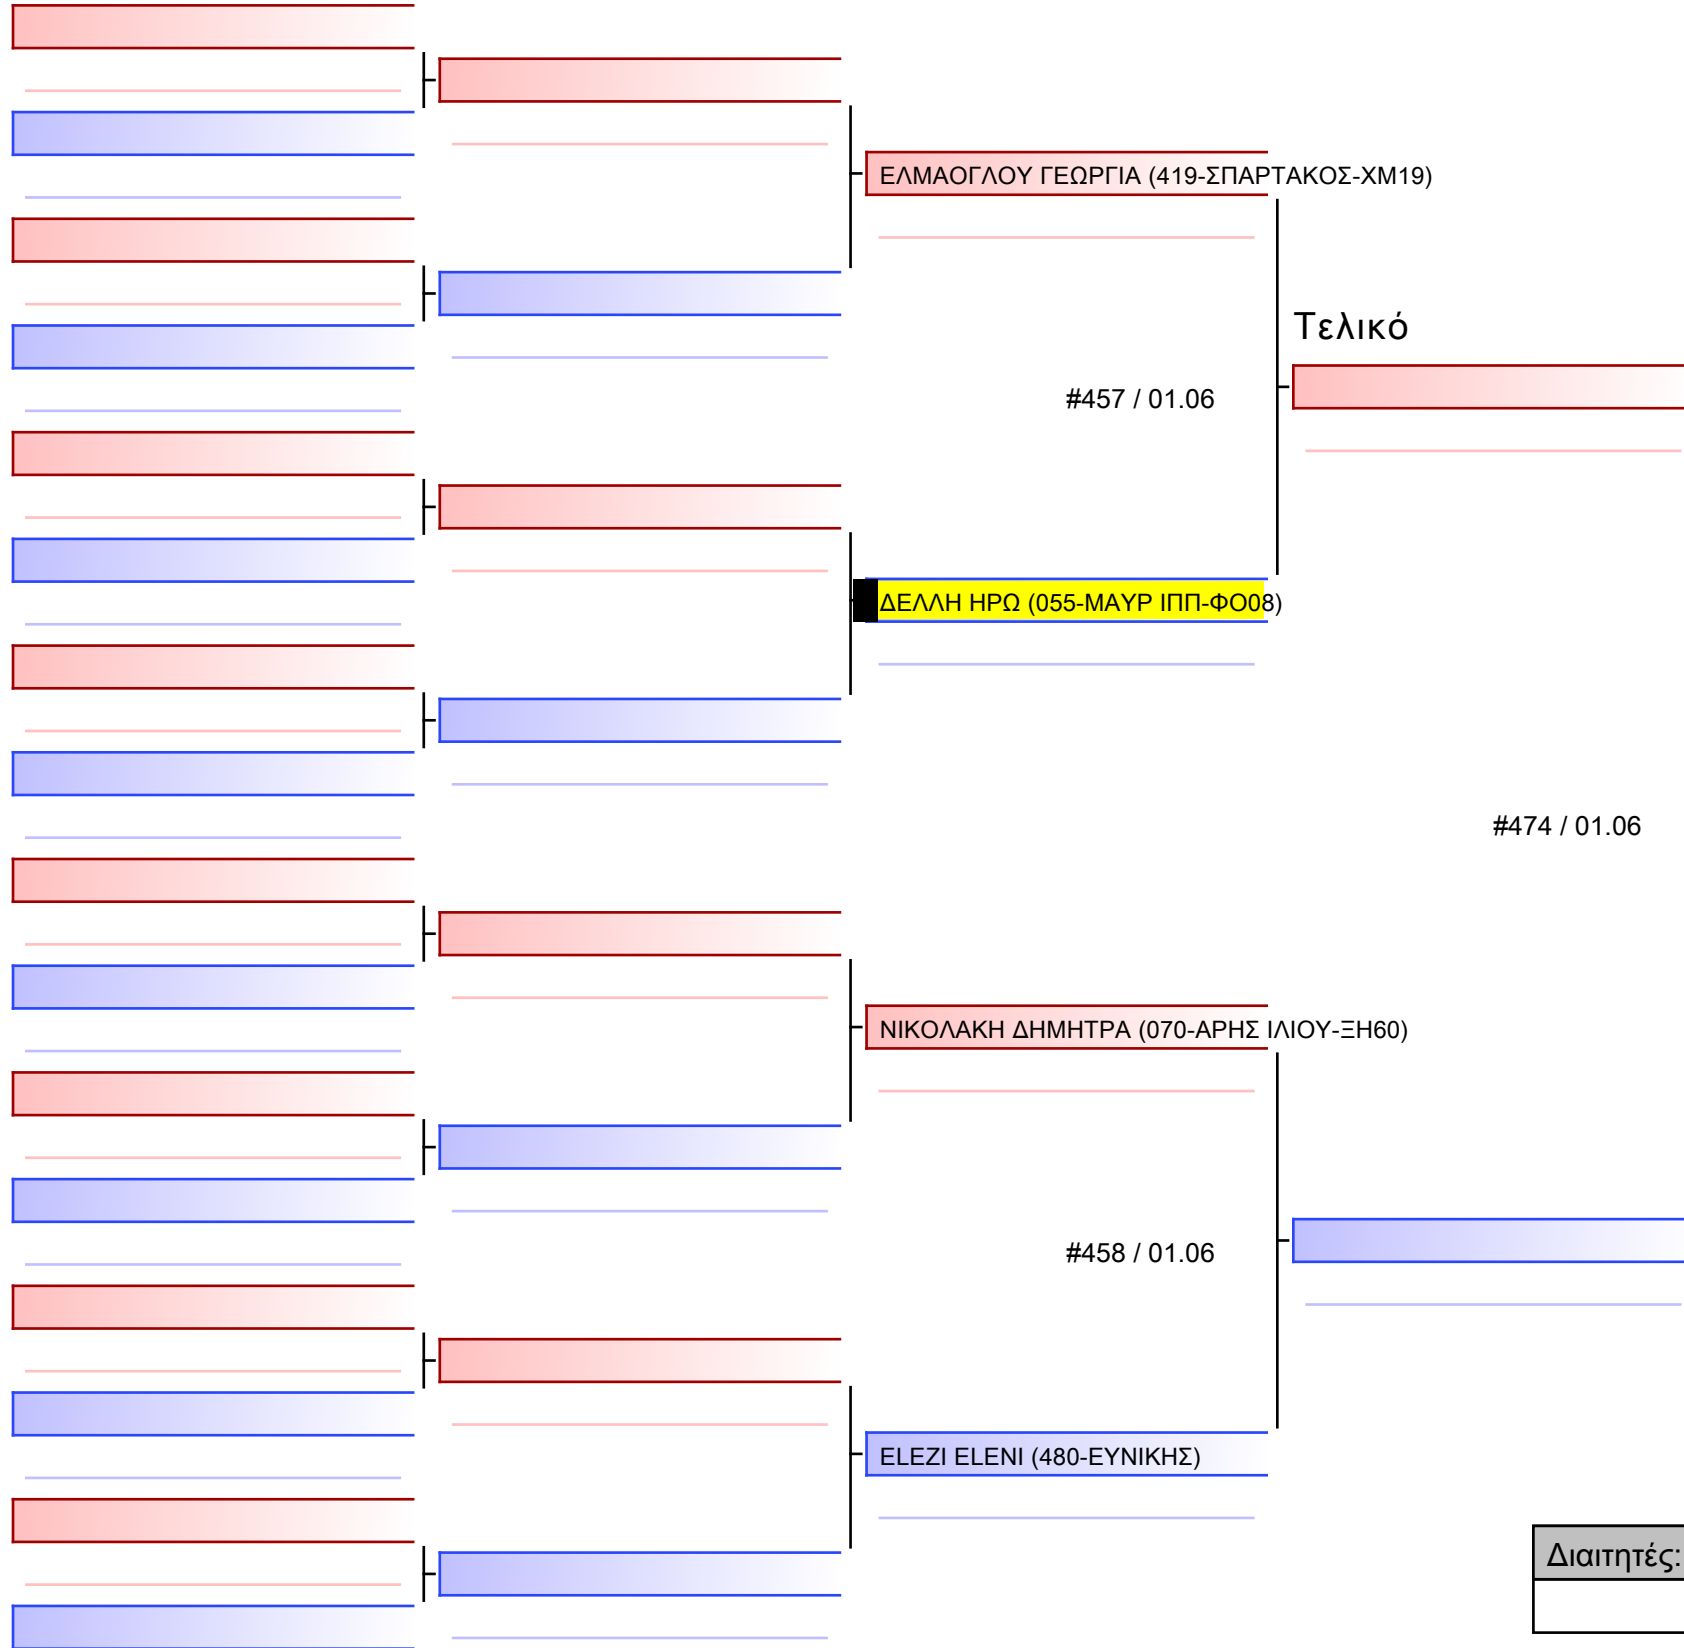 ΕΛΜΑΟΓΛΟΥ ΓΕΩΡΓΙΑ (419-ΣΠΑΡΤΑΚΟΣ-ΧΜ19)
Τελικό
#457 / 01.06
ΔΕΛΛΗ ΗΡΩ (055-ΜΑΥΡ ΙΠΠ-ΦΟ08)
#474 / 01.06
ΝΙΚΟΛΑΚΗ ΔΗΜΗΤΡΑ (070-ΑΡΗΣ ΙΛΙΟΥ-ΞΗ60)
#458 / 01.06
ELEZI ELENI (480-ΕΥΝΙΚΗΣ)
Διαιτητές: